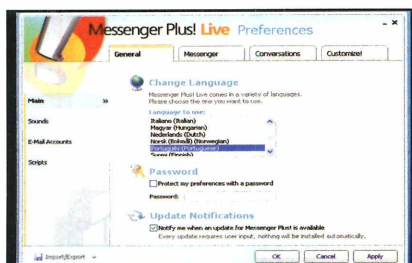 Messenger Plus! Live Preferences
General Messenger Conversations Customize!
Main »
Sounds
E-Mail Accounts
Scripts
Change Language
Messenger Plus! Live comes in a variety of languages.
Please choose the one you want to use.
Language to use:
Italiano (Italian)
Magyar (Hungarian)
Nederlands (Dutch)
Norsk (Bokmål) (Norwegian)
Português (Portuguese)
Suomi (Finnish)
Password
Protect my preferences with a password
Password:
Update Notifications
Notify me when an update for Messenger Plus! is available
Every update requires user input, nothing will be installed automatically.
Import/Export
OK Cancel Apply